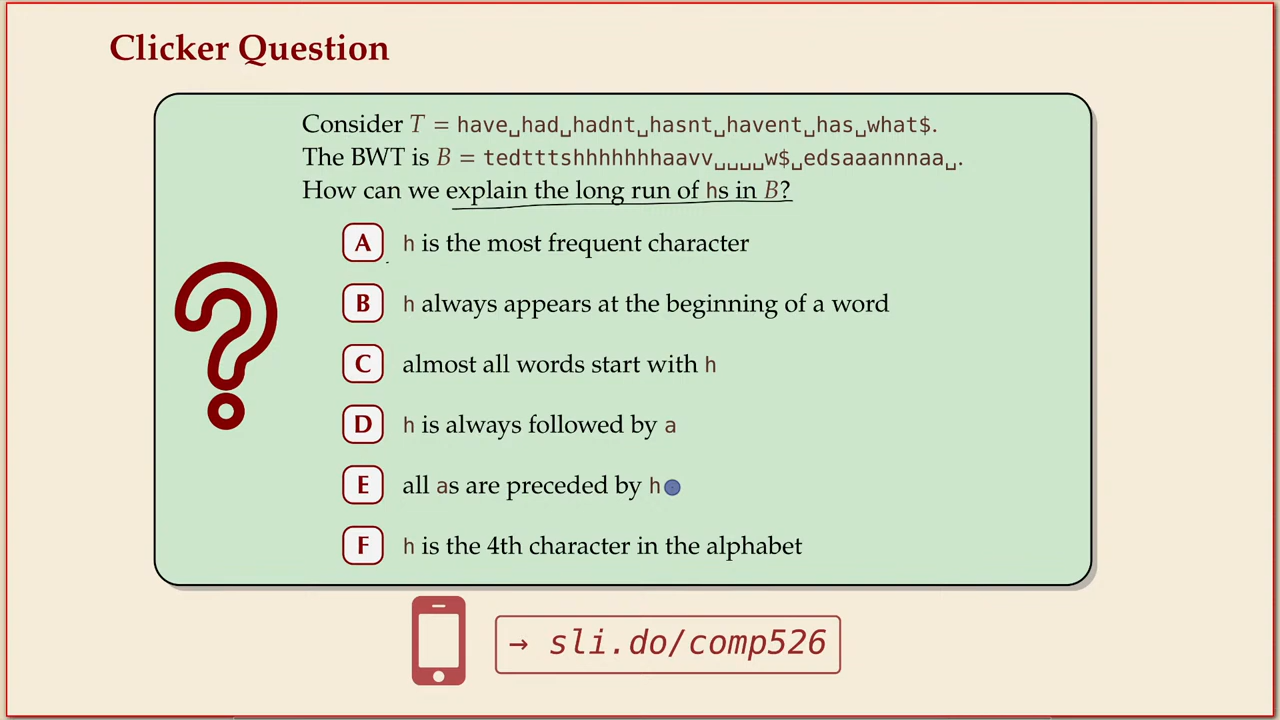 Clicker Question
Consider T = have␣had␣hadnt␣hasnt␣havent␣has␣what$.
The BWT is B = tedtttshhhhhhhaavv␣␣␣␣w$␣edsaaannnaa␣.
How can we explain the long run of hs in B?
A h is the most frequent character
B h always appears at the beginning of a word
C almost all words start with h
D h is always followed by a
E all as are preceded by h
F h is the 4th character in the alphabet
→ sli.do/comp526